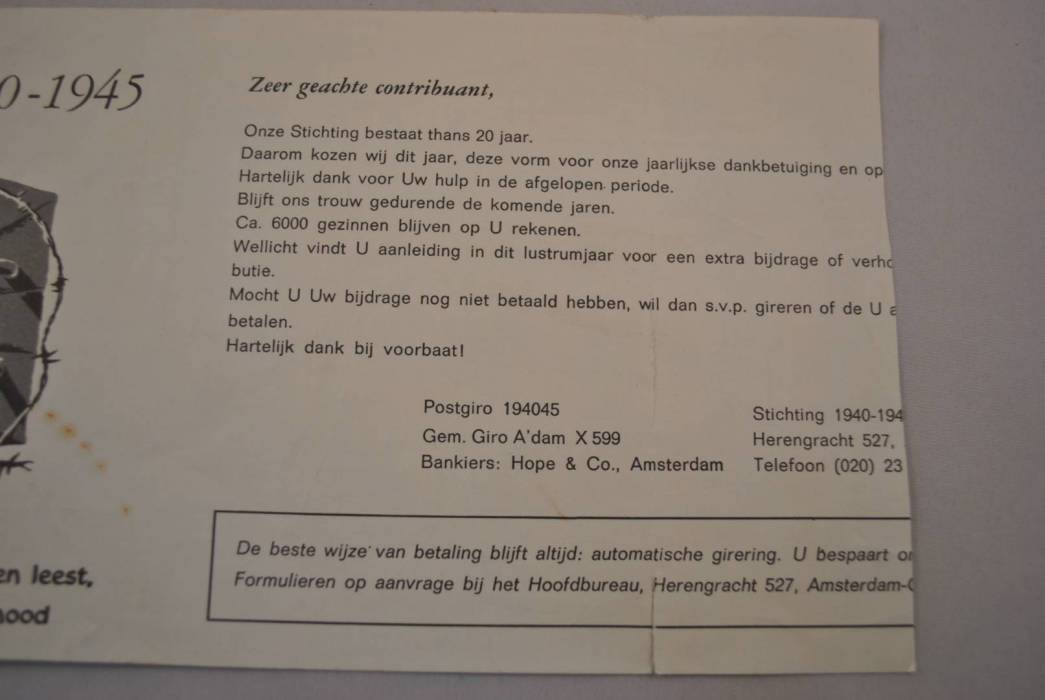 0-1945
Zeer geachte contribuant,
Onze Stichting bestaat thans 20 jaar.
Daarom kozen wij dit jaar, deze vorm voor onze jaarlijkse dankbetuiging en op
Hartelijk dank voor Uw hulp in de afgelopen periode.
Blijft ons trouw gedurende de komende jaren.
Ca. 6000 gezinnen blijven op U rekenen.
Wellicht vindt U aanleiding in dit lustrumjaar voor een extra bijdrage of verho
butie.
Mocht U Uw bijdrage nog niet betaald hebben, wil dan s.v.p. gireren of de U a
betalen.
Hartelijk dank bij voorbaat!
Postgiro 194045
Gem. Giro A'dam X 599
Bankiers: Hope & Co., Amsterdam
Stichting 1940-194
Herengracht 527,
Telefoon (020) 23
De beste wijze van betaling blijft altijd: automatische girering. U bespaart on
Formulieren op aanvrage bij het Hoofdbureau, Herengracht 527, Amsterdam-C
en leest,
nood